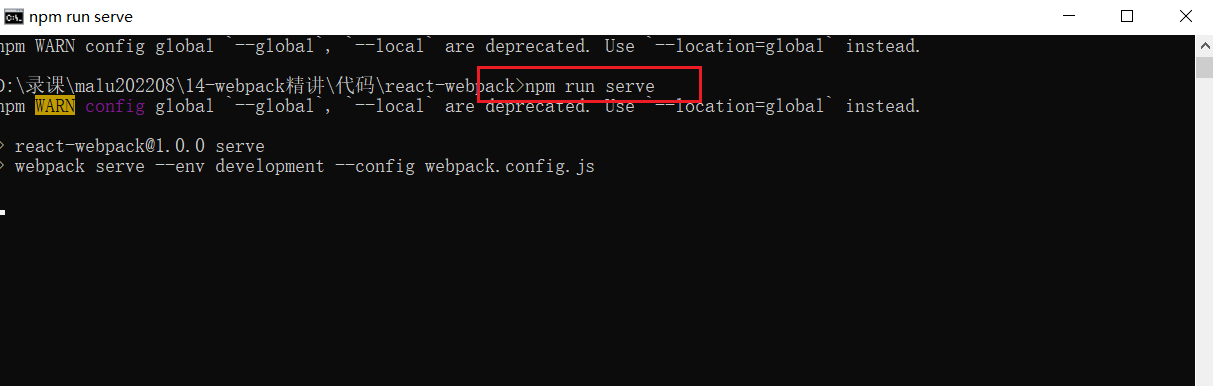 npm run serve
npm WARN config global `--global`, `--local` are deprecated. Use `--location=global` instead.
D:\录课\malu202208\14-webpack精讲\代码\react-webpack>npm run serve
npm WARN config global `--global`, `--local` are deprecated. Use `--location=global` instead.
> react-webpack@1.0.0 serve
> webpack serve --env development --config webpack.config.js